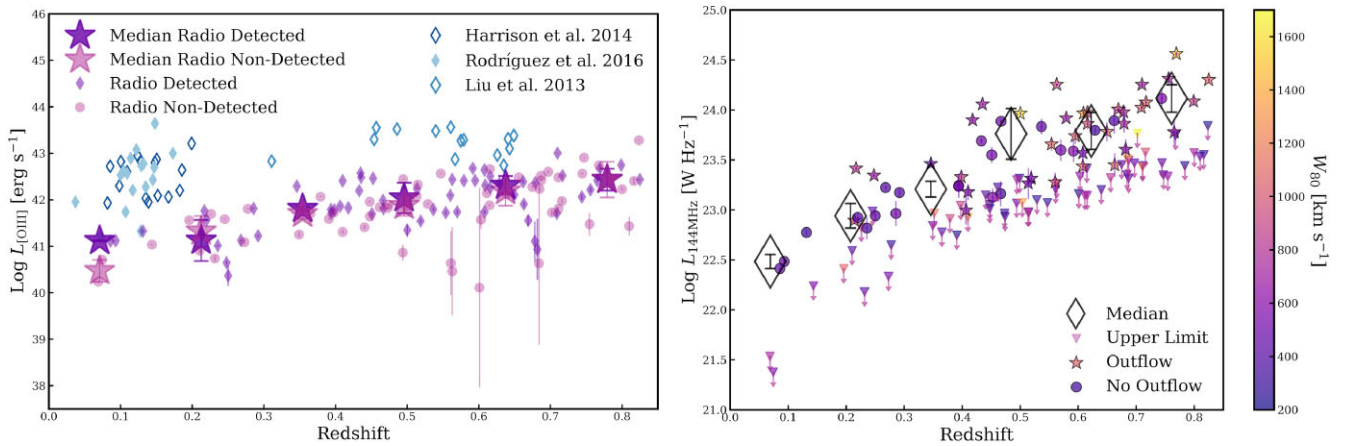 46
45
44
43
42
41
40
39
38
Log L[OIII] [erg s⁻¹]
Median Radio Detected
Median Radio Non-Detected
Radio Detected
Radio Non-Detected
Harrison et al. 2014
Rodríguez et al. 2016
Liu et al. 2013
0.0 0.1 0.2 0.3 0.4 0.5 0.6 0.7 0.8
Redshift
25.0
24.5
24.0
23.5
23.0
22.5
22.0
21.5
21.0
Log L144MHz [W Hz⁻¹]
Median
Upper Limit
Outflow
No Outflow
0.0 0.1 0.2 0.3 0.4 0.5 0.6 0.7 0.8
Redshift
1600
1400
1200
1000
800
600
400
200
W80 [km s⁻¹]